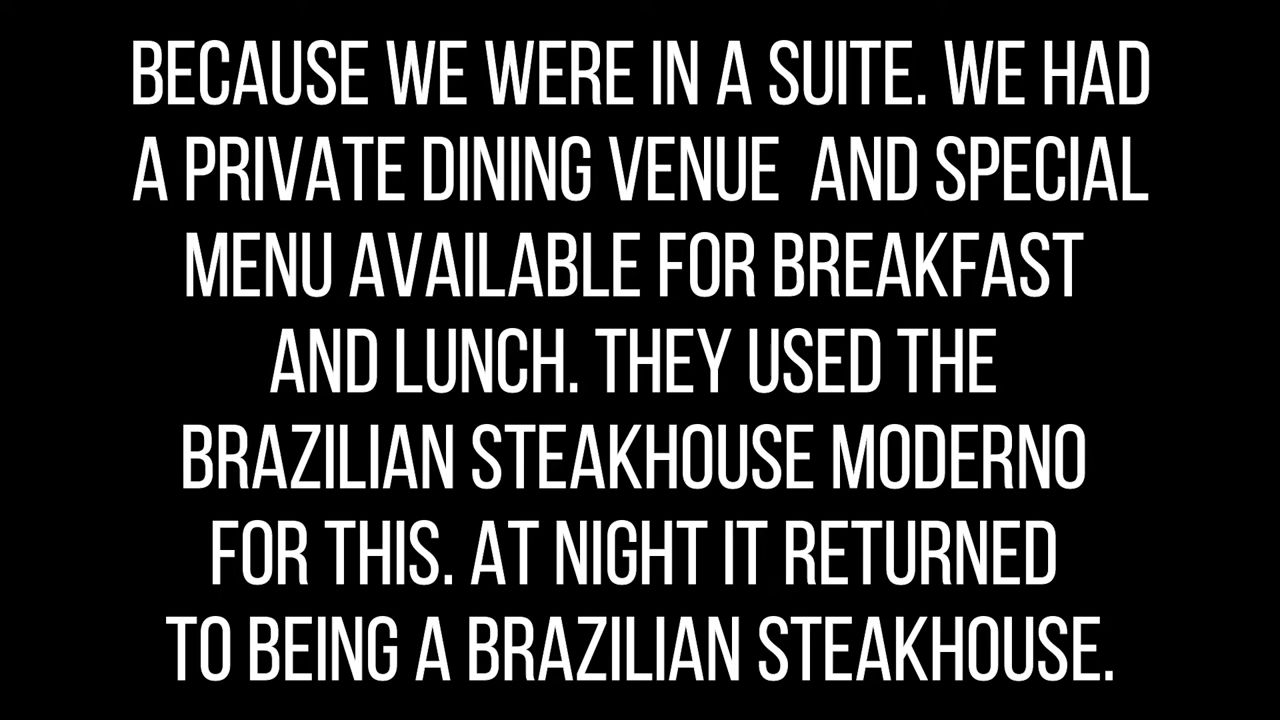 BECAUSE WE WERE IN A SUITE. WE HAD
A PRIVATE DINING VENUE  AND SPECIAL
MENU AVAILABLE FOR BREAKFAST
AND LUNCH. THEY USED THE
BRAZILIAN STEAKHOUSE MODERNO
FOR THIS. AT NIGHT IT RETURNED
TO BEING A BRAZILIAN STEAKHOUSE.